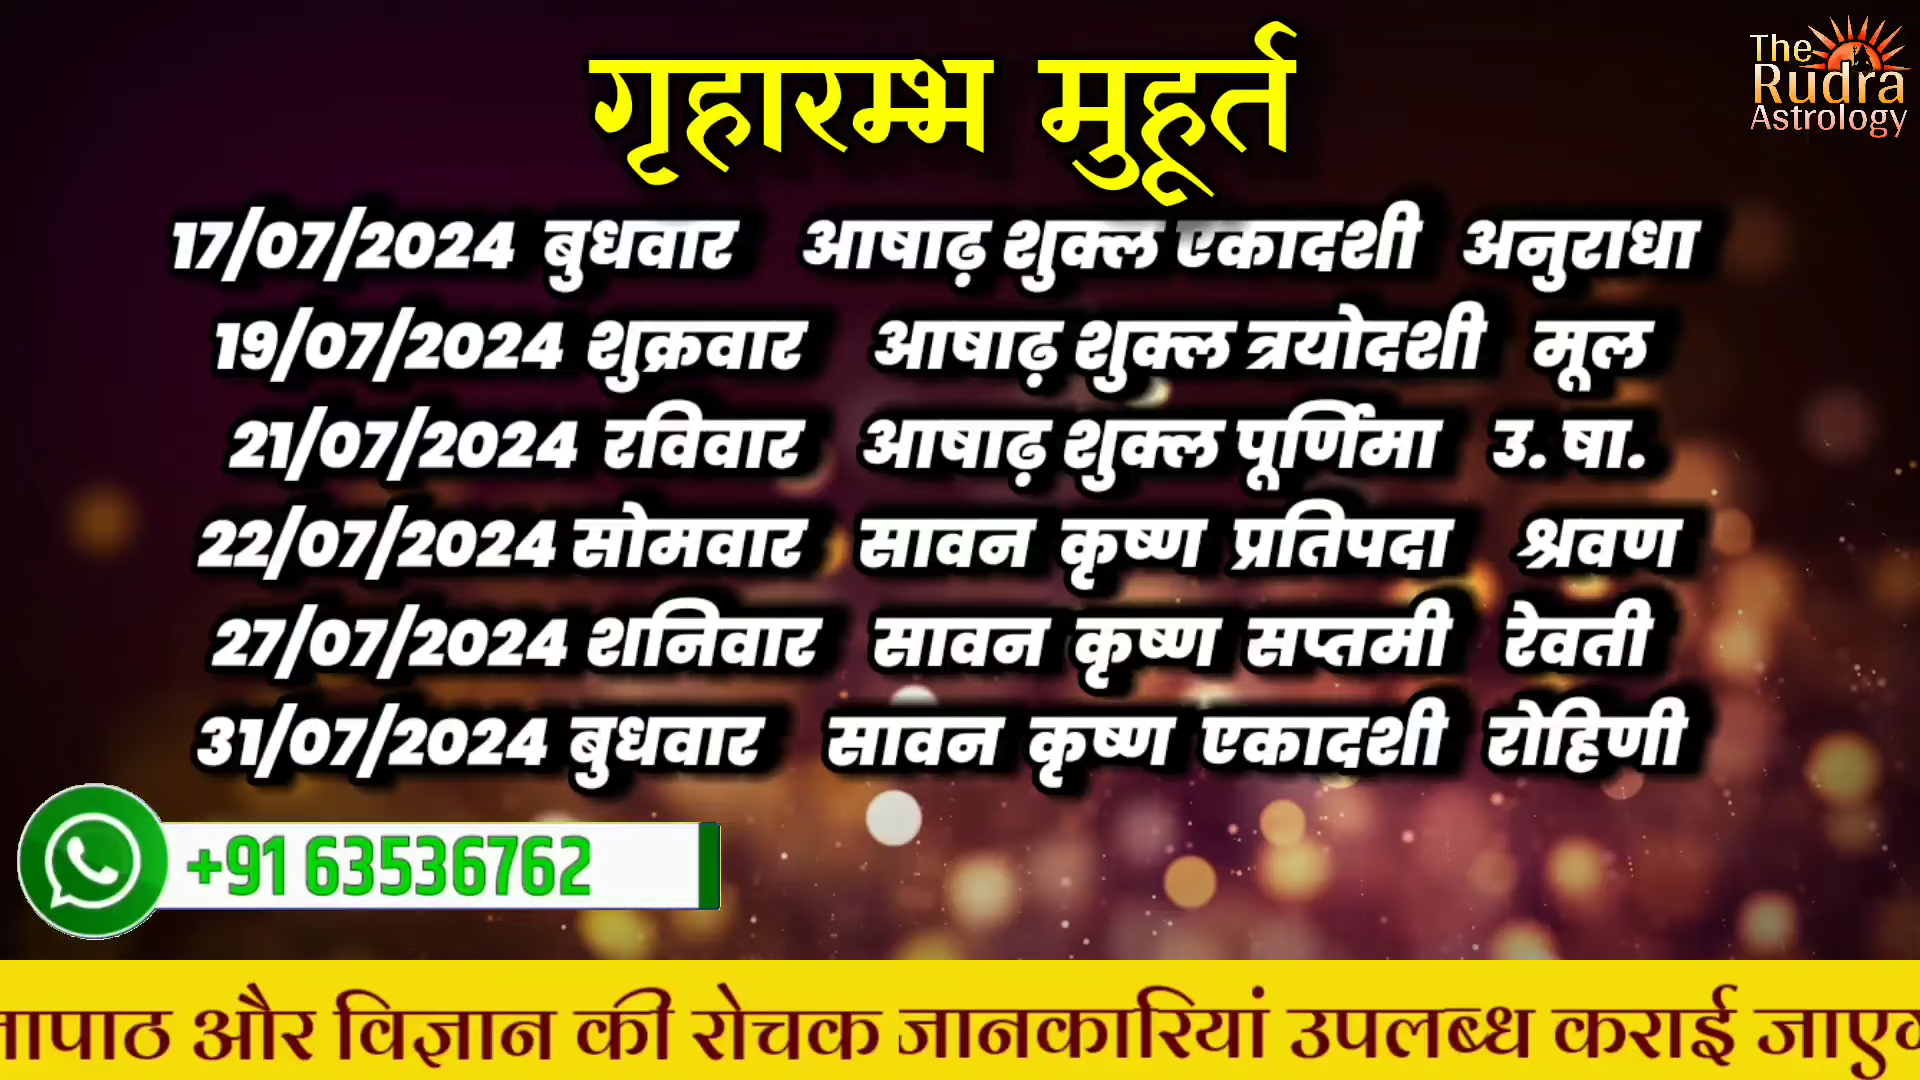 गृहारम्भ मुहूर्त
The
Rudra
Astrology
17/07/2024 बुधवार आषाढ़ शुक्ल एकादशी अनुराधा
19/07/2024 शुक्रवार आषाढ़ शुक्ल त्रयोदशी मूल
21/07/2024 रविवार आषाढ़ शुक्ल पूर्णिमा उ. षा.
22/07/2024 सोमवार सावन कृष्ण प्रतिपदा श्रवण
27/07/2024 शनिवार सावन कृष्ण सप्तमी रेवती
31/07/2024 बुधवार सावन कृष्ण एकादशी रोहिणी
+91 63536762
और विज्ञान की रोचक जानकारियां उपलब्ध कराई